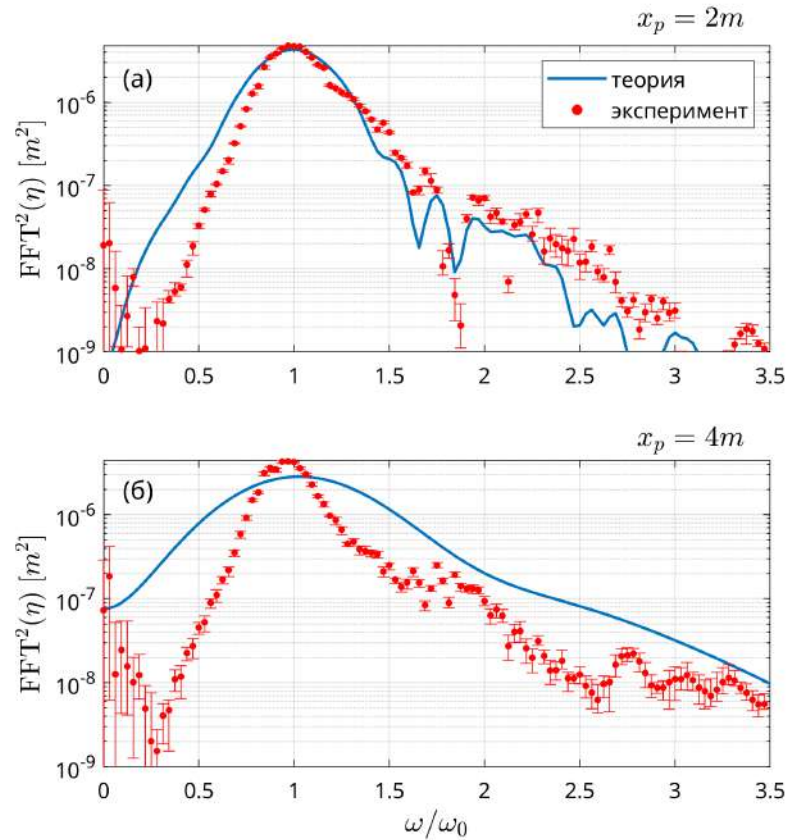 x_p = 2m
(а)
теория
эксперимент
FFT²(η) [m²]
10⁻⁶
10⁻⁷
10⁻⁸
10⁻⁹
0 0.5 1 1.5 2 2.5 3 3.5
x_p = 4m
(б)
FFT²(η) [m²]
10⁻⁶
10⁻⁷
10⁻⁸
10⁻⁹
0 0.5 1 1.5 2 2.5 3 3.5
ω/ω₀